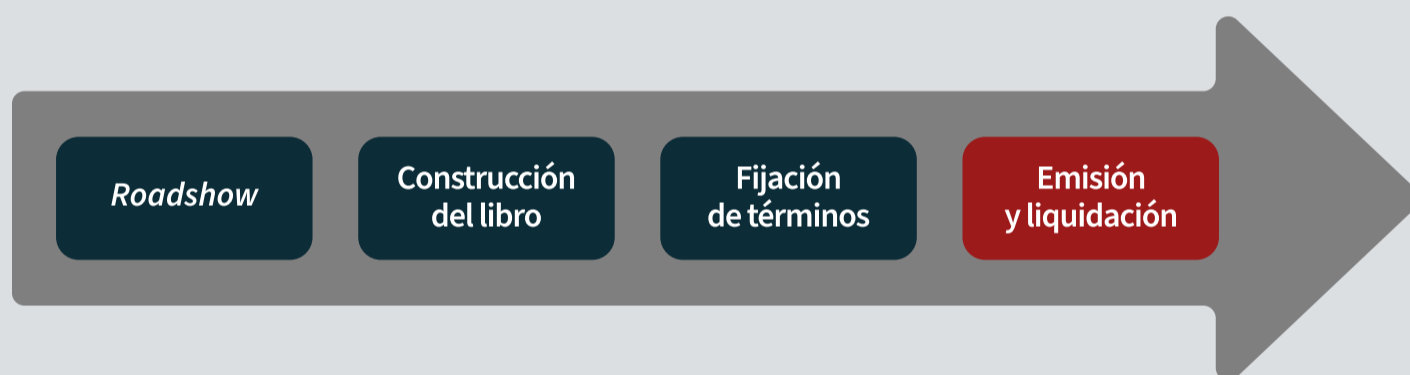 Roadshow
Construcción
del libro
Fijación
de términos
Emisión
y liquidación